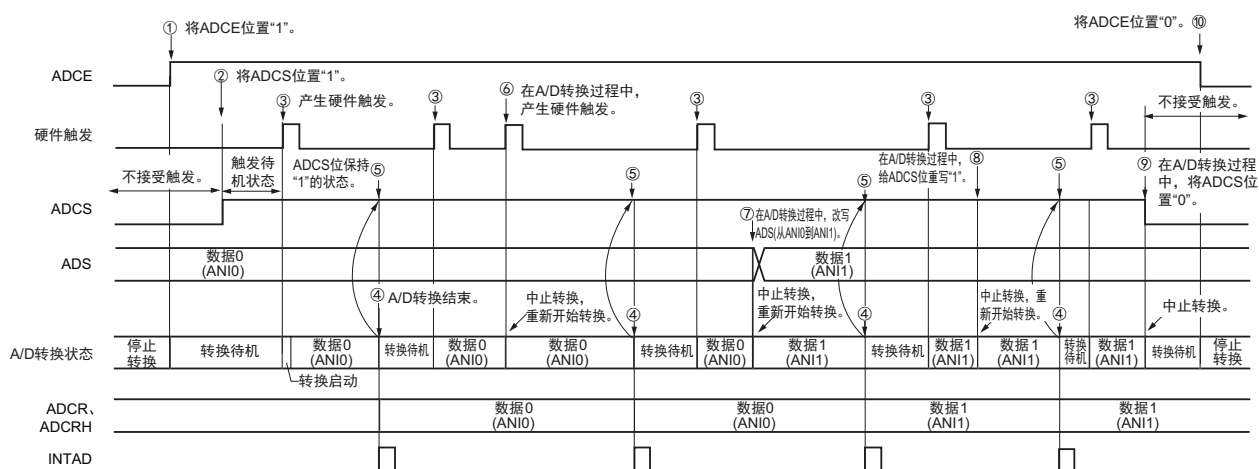 ① 将ADCE位置“1”。
将ADCE位置“0”。⑩
ADCE
② 将ADCS位置“1”。
③ 产生硬件触发。
③
⑥ 在A/D转换过程中，
产生硬件触发。
③
③
③
不接受触发。
硬件触发
不接受触发。
触发待
机状态
ADCS位保持
“1”的状态。
⑤
⑤
⑤
在A/D转换过程中，
给ADCS位重写“1”。
⑧
⑤
⑨ 在A/D转换过程
中，将ADCS位
置“0”。
ADCS
⑦ 在A/D转换过程中，改写
ADS(从ANI0到ANI1)。
ADS
数据0
(ANI0)
数据1
(ANI1)
④ A/D转换结束。
中止转换，
重新开始转换。
④
中止转换，
重新开始转换。
④
中止转换，重
新开始转换。
④
中止转换。
A/D转换状态
停止
转换
转换待机
数据0
(ANI0)
转换待机
数据0
(ANI0)
数据0
(ANI0)
转换待机
数据0
(ANI0)
数据1
(ANI1)
转换待机
数据1
(ANI1)
数据1
(ANI1)
转换
待机
数据1
(ANI1)
转换待机
停止
转换
转换启动
ADCR、
ADCRH
数据0
(ANI0)
数据0
(ANI0)
数据1
(ANI1)
数据1
(ANI1)
INTAD